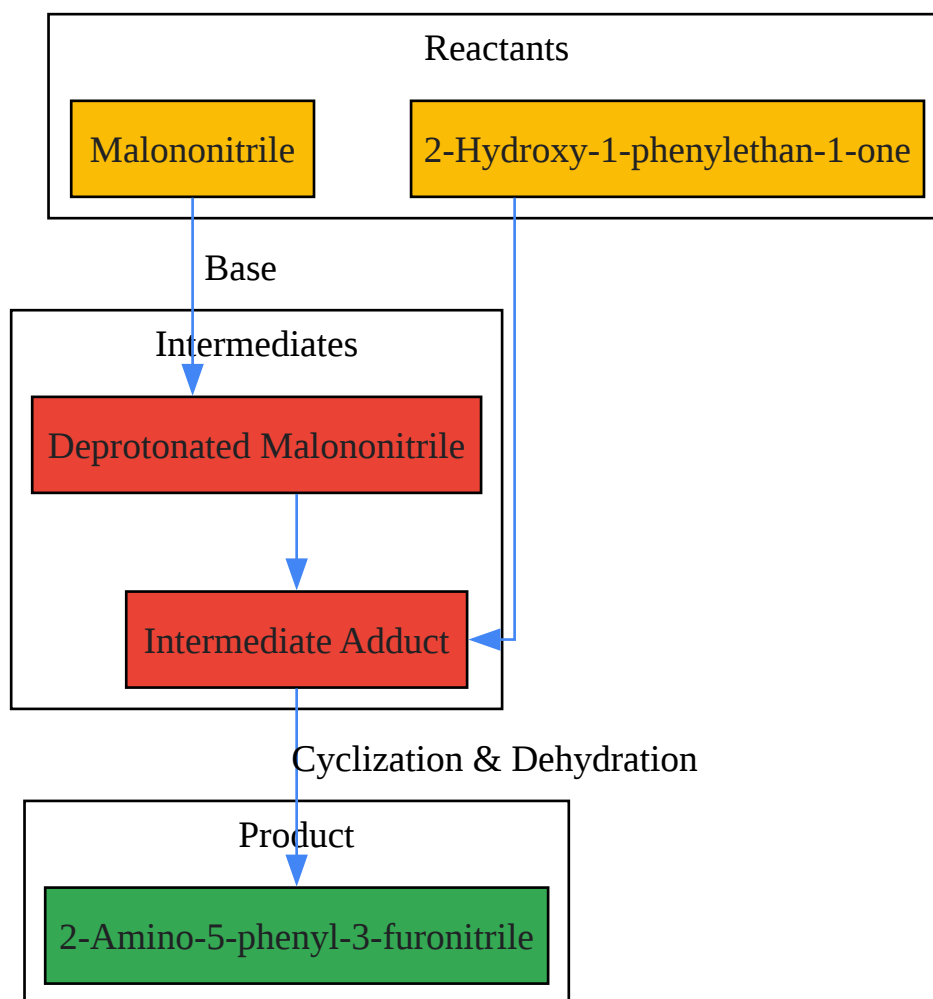 Reactants
Malononitrile
2-Hydroxy-1-phenylethan-1-one
Base
Intermediates
Deprotonated Malononitrile
Intermediate Adduct
Cyclization & Dehydration
Product
2-Amino-5-phenyl-3-furonitrile